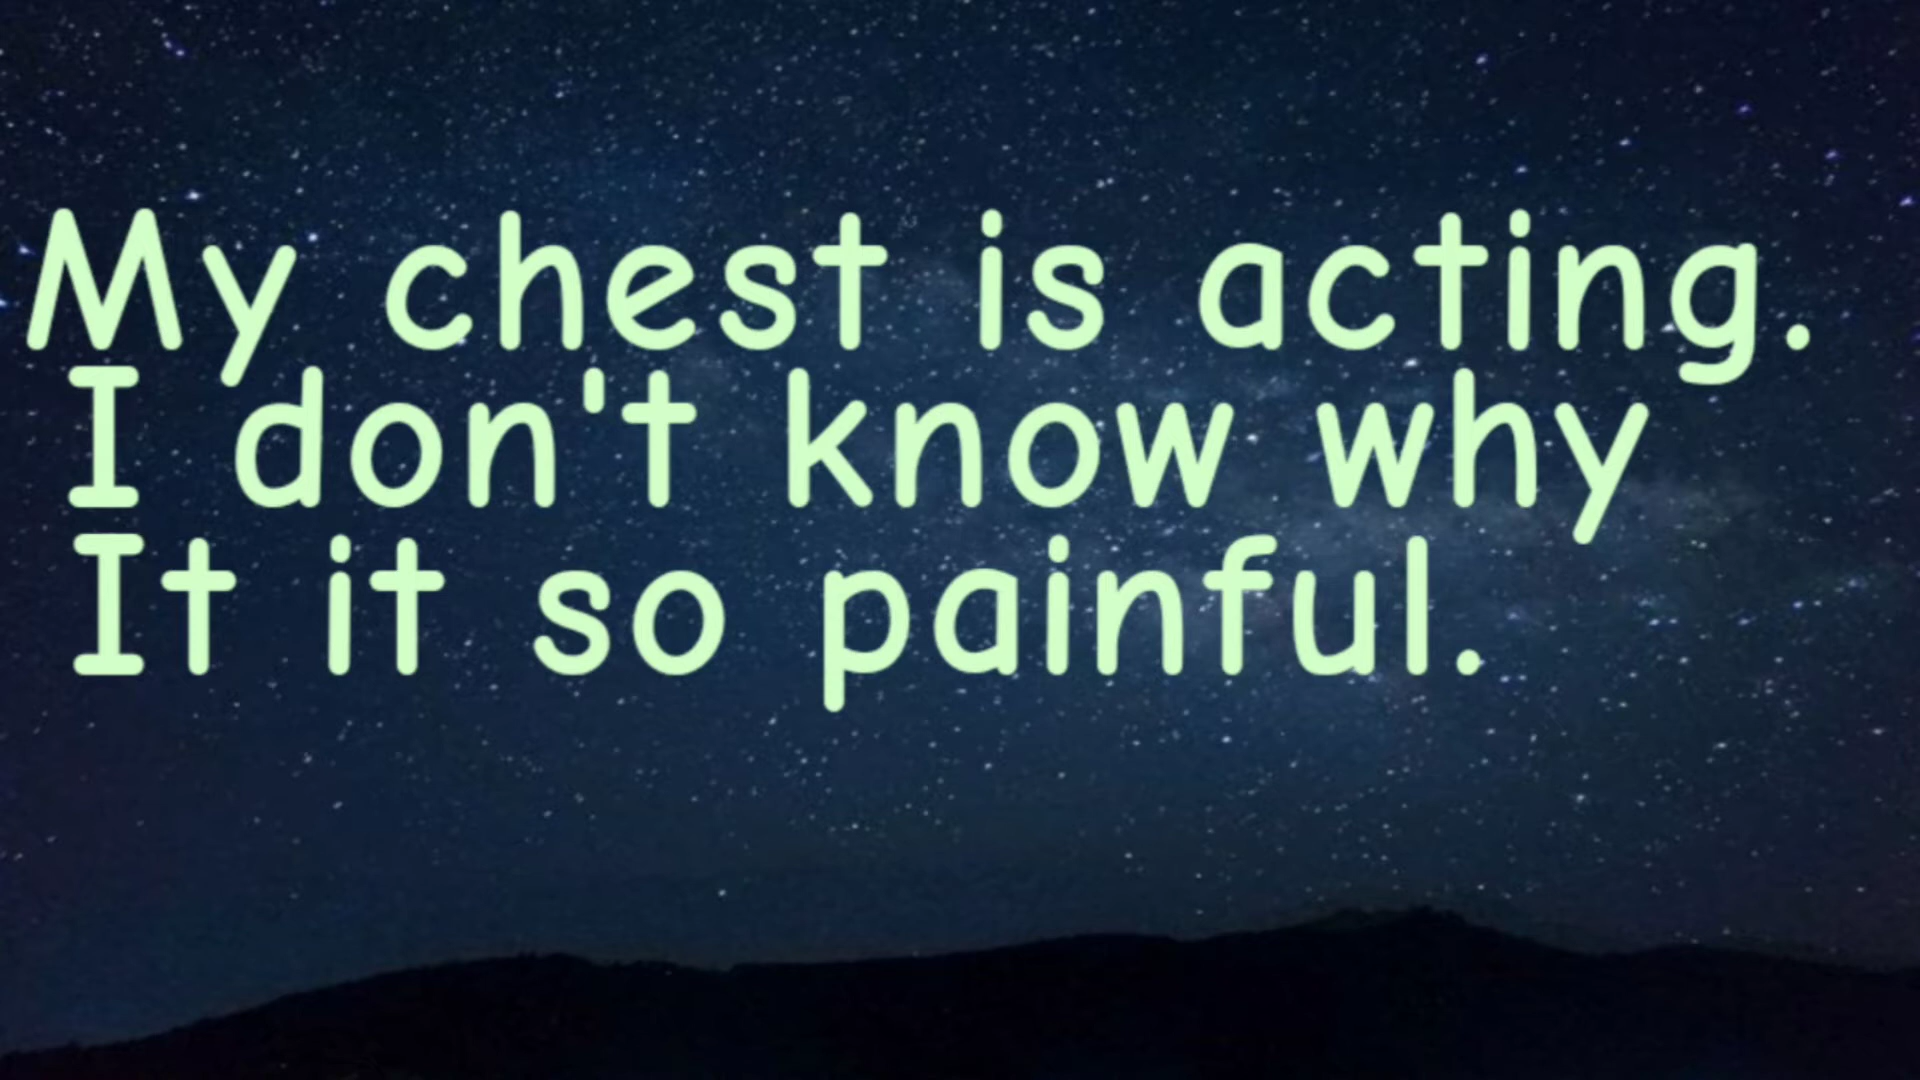 My chest is acting.
I don't know why
It it so painful.